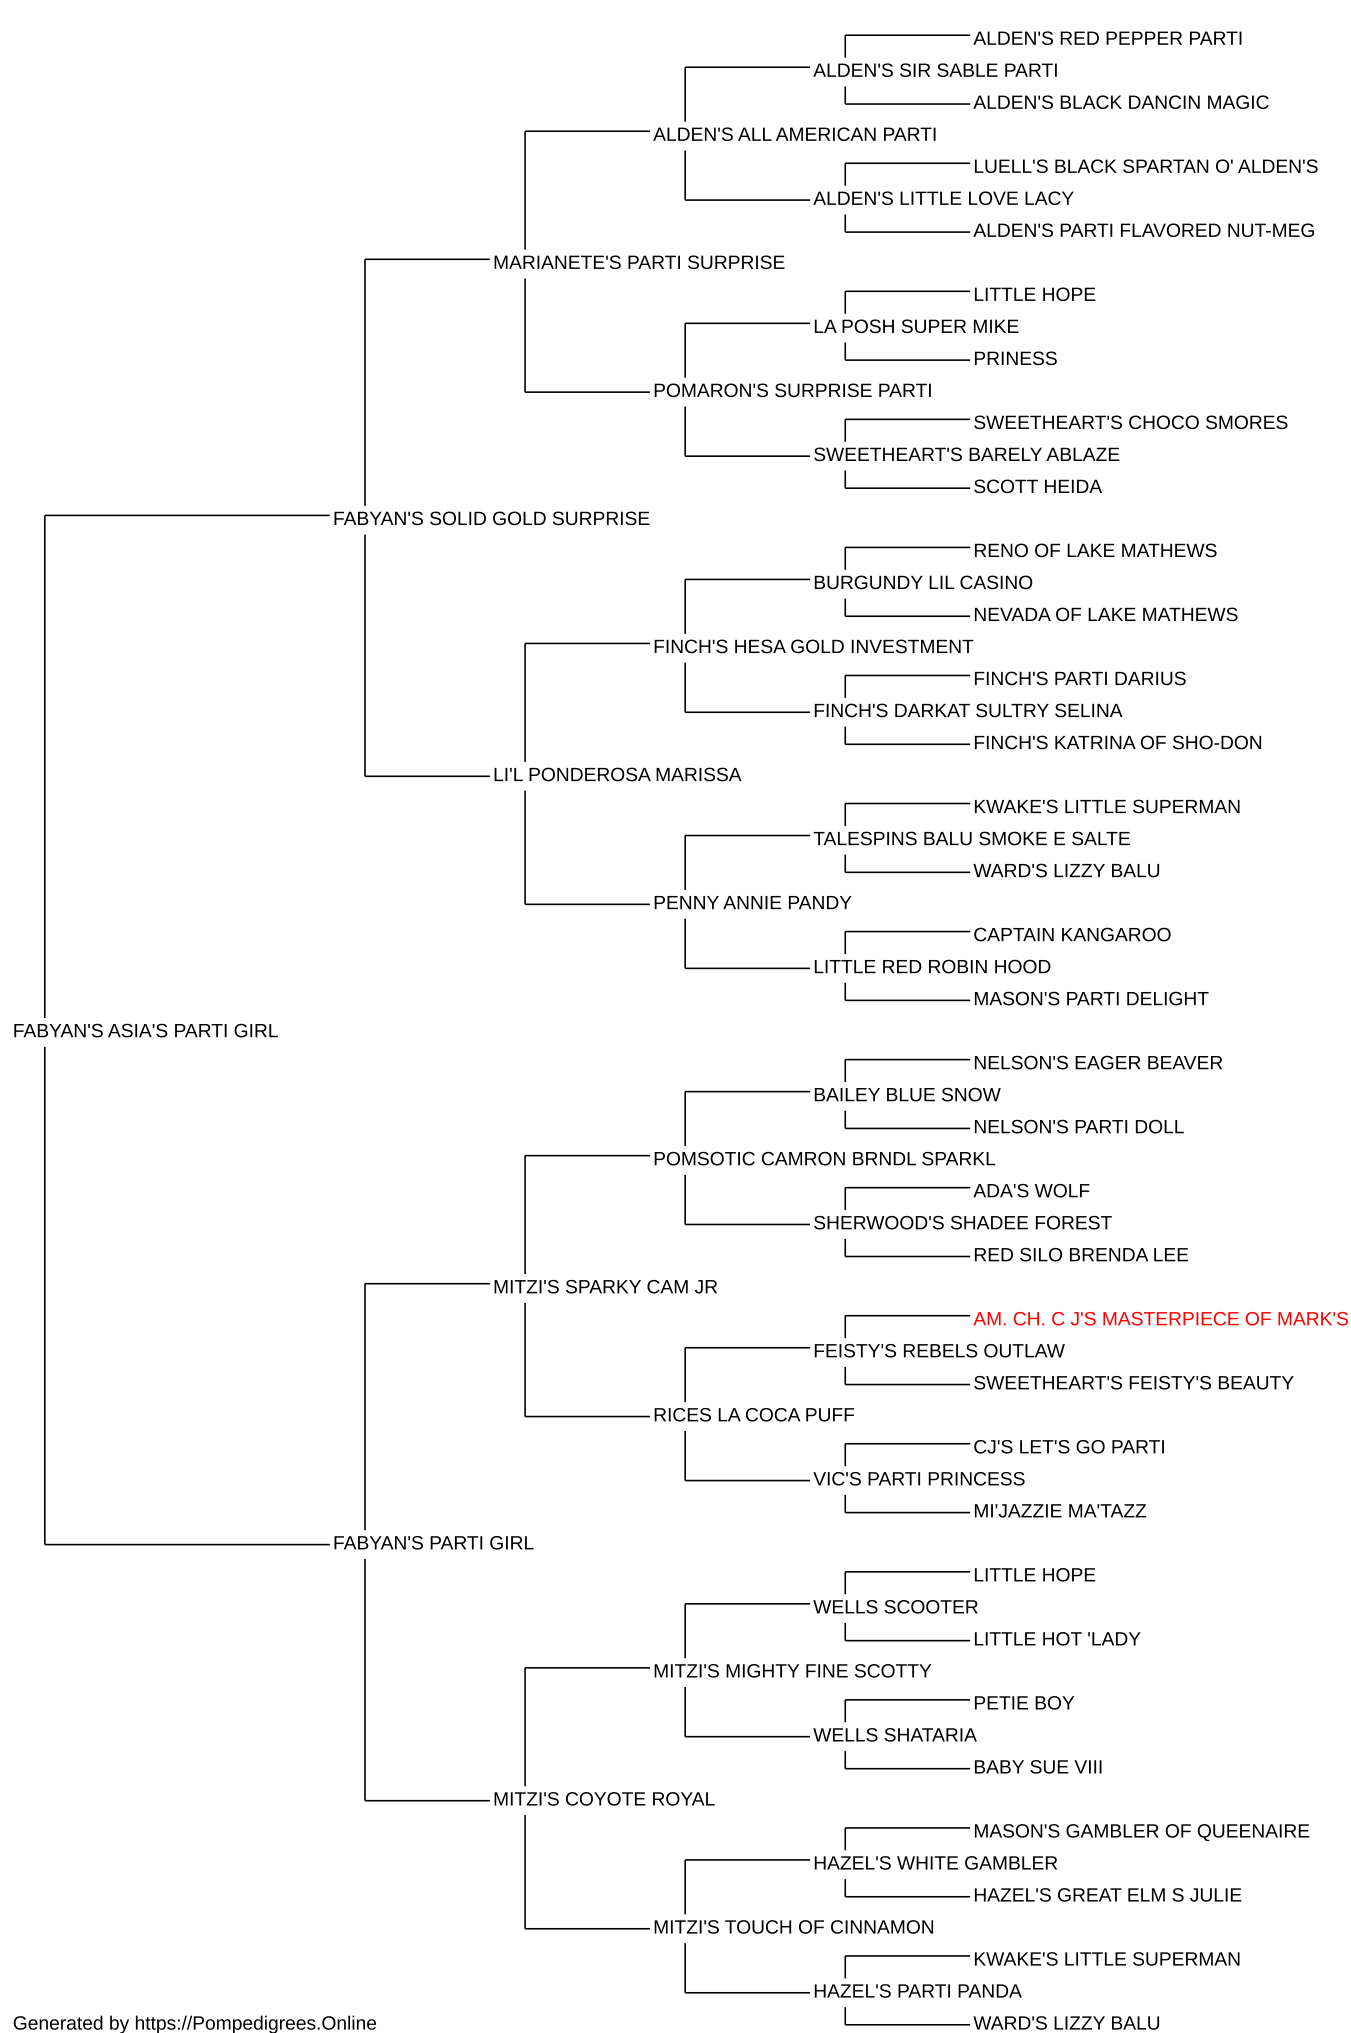 ALDEN'S RED PEPPER PARTI
ALDEN'S SIR SABLE PARTI
ALDEN'S BLACK DANCIN MAGIC
ALDEN'S ALL AMERICAN PARTI
LUELL'S BLACK SPARTAN O' ALDEN'S
ALDEN'S LITTLE LOVE LACY
ALDEN'S PARTI FLAVORED NUT-MEG
MARIANETE'S PARTI SURPRISE
LITTLE HOPE
LA POSH SUPER MIKE
PRINESS
POMARON'S SURPRISE PARTI
SWEETHEART'S CHOCO SMORES
SWEETHEART'S BARELY ABLAZE
SCOTT HEIDA
FABYAN'S SOLID GOLD SURPRISE
RENO OF LAKE MATHEWS
BURGUNDY LIL CASINO
NEVADA OF LAKE MATHEWS
FINCH'S HESA GOLD INVESTMENT
FINCH'S PARTI DARIUS
FINCH'S DARKAT SULTRY SELINA
FINCH'S KATRINA OF SHO-DON
LI'L PONDEROSA MARISSA
KWAKE'S LITTLE SUPERMAN
TALESPINS BALU SMOKE E SALTE
WARD'S LIZZY BALU
PENNY ANNIE PANDY
CAPTAIN KANGAROO
LITTLE RED ROBIN HOOD
MASON'S PARTI DELIGHT
FABYAN'S ASIA'S PARTI GIRL
NELSON'S EAGER BEAVER
BAILEY BLUE SNOW
NELSON'S PARTI DOLL
POMSOTIC CAMRON BRNDL SPARKL
ADA'S WOLF
SHERWOOD'S SHADEE FOREST
RED SILO BRENDA LEE
MITZI'S SPARKY CAM JR
AM. CH. C J'S MASTERPIECE OF MARK'S
FEISTY'S REBELS OUTLAW
SWEETHEART'S FEISTY'S BEAUTY
RICES LA COCA PUFF
CJ'S LET'S GO PARTI
VIC'S PARTI PRINCESS
MI'JAZZIE MA'TAZZ
FABYAN'S PARTI GIRL
LITTLE HOPE
WELLS SCOOTER
LITTLE HOT 'LADY
MITZI'S MIGHTY FINE SCOTTY
PETIE BOY
WELLS SHATARIA
BABY SUE VIII
MITZI'S COYOTE ROYAL
MASON'S GAMBLER OF QUEENAIRE
HAZEL'S WHITE GAMBLER
HAZEL'S GREAT ELM S JULIE
MITZI'S TOUCH OF CINNAMON
KWAKE'S LITTLE SUPERMAN
HAZEL'S PARTI PANDA
WARD'S LIZZY BALU
Generated by https://Pompedigrees.Online